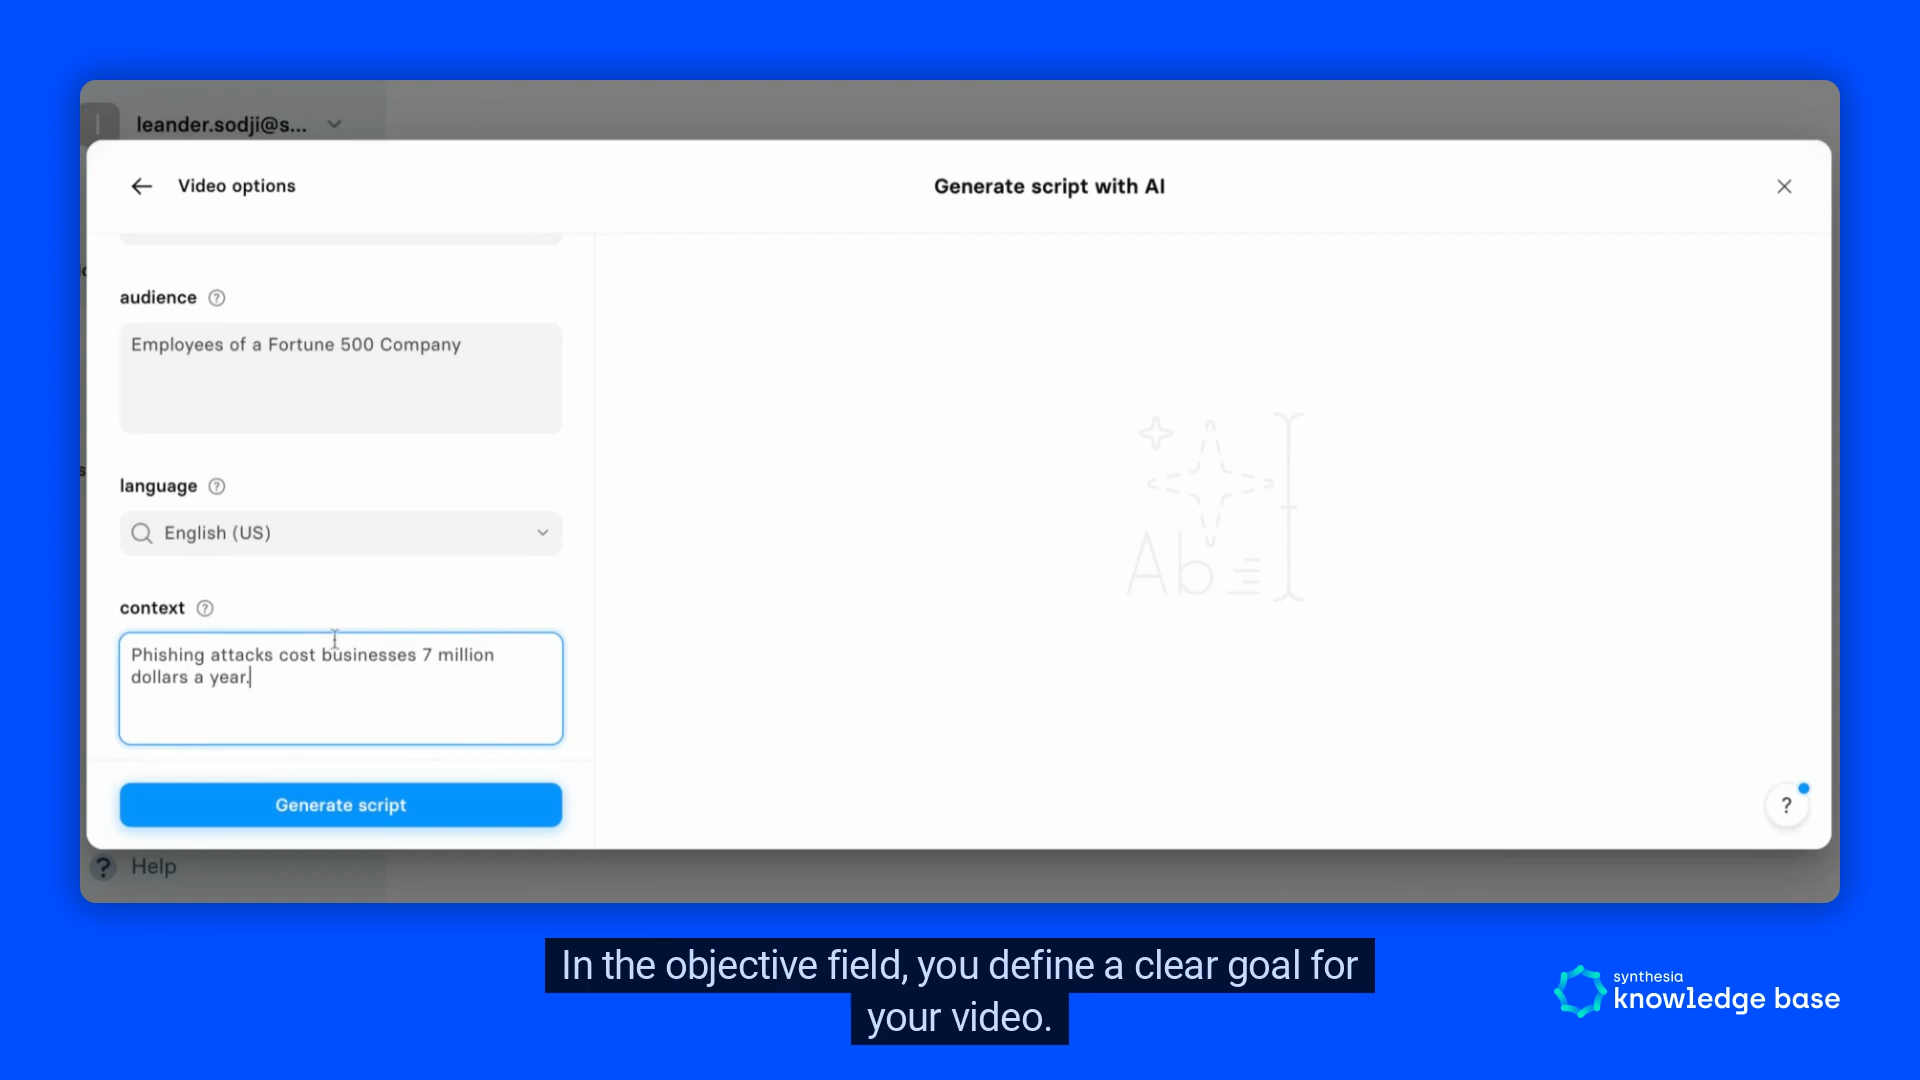 leander.sodji@s...
Video options
Generate script with AI
audience
Employees of a Fortune 500 Company
language
English (US)
context
Phishing attacks cost businesses 7 million
dollars a year.
Generate script
?
Help
Ab
In the objective field, you define a clear goal for
your video.
synthesia
knowledge base